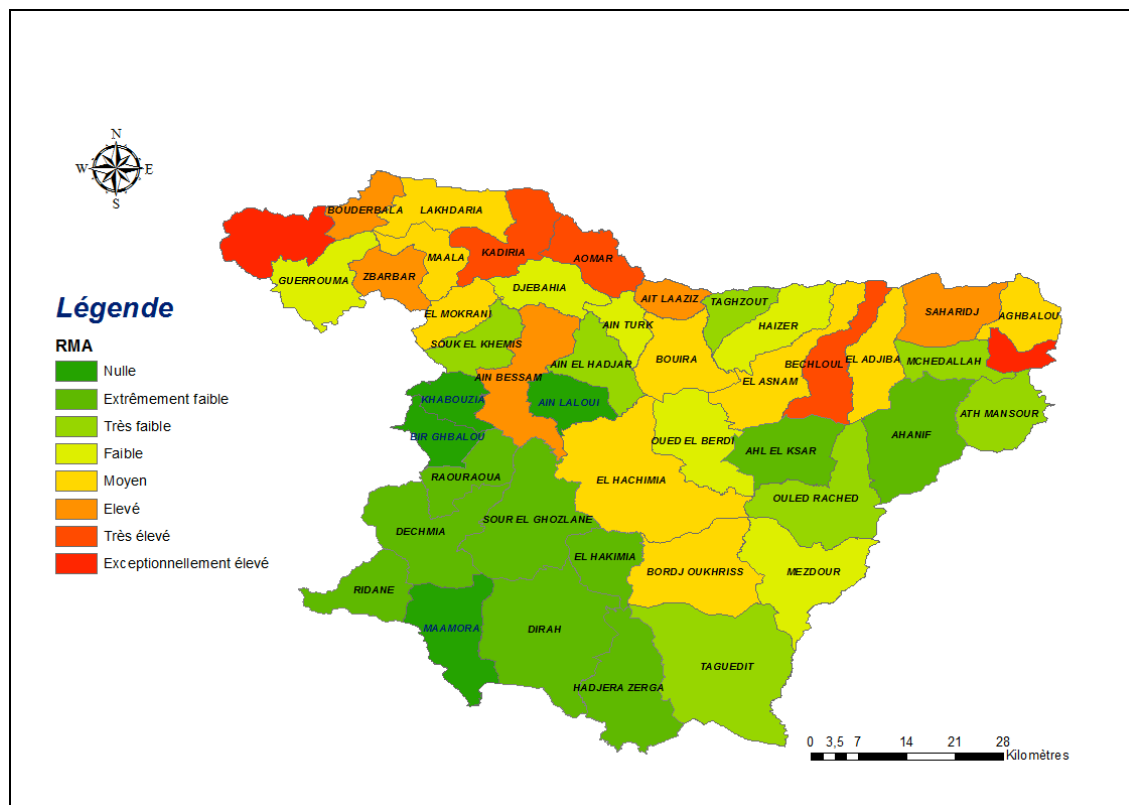 N
W E
S
BOUDERBALA
LAKHDARIA
KADIRIA
AOMAR
MAALA
ZBARBAR
GUERROUMA
DJEBAHIA
AIT LAAZIZ
TAGHZOUT
SAHARIDJ
AGHBALOU
EL MOKRANI
AIN TURK
HAIZER
SOUK EL KHEMIS
BOUIRA
BECHLOUL
EL ADJIBA
MCHEDALLAH
AIN EL HADJAR
AIN BESSAM
EL ASNAM
KHABOUZIA
AIN LALOUI
ATH MANSOUR
BIR GHBALOU
OUED EL BERDI
AHL EL KSAR
AHANIF
RAOURAOUA
EL HACHIMIA
OULED RACHED
SOUR EL GHOZLANE
DECHMIA
EL HAKIMIA
BORDJ OUKHRISS
MEZDOUR
RIDANE
MAAMORA
DIRAH
TAGUEDIT
HADJERA ZERGA
Légende
RMA
Nulle
Extrêmement faible
Très faible
Faible
Moyen
Elevé
Très élevé
Exceptionnellement élevé
0 3,5 7 14 21 28
Kilomètres